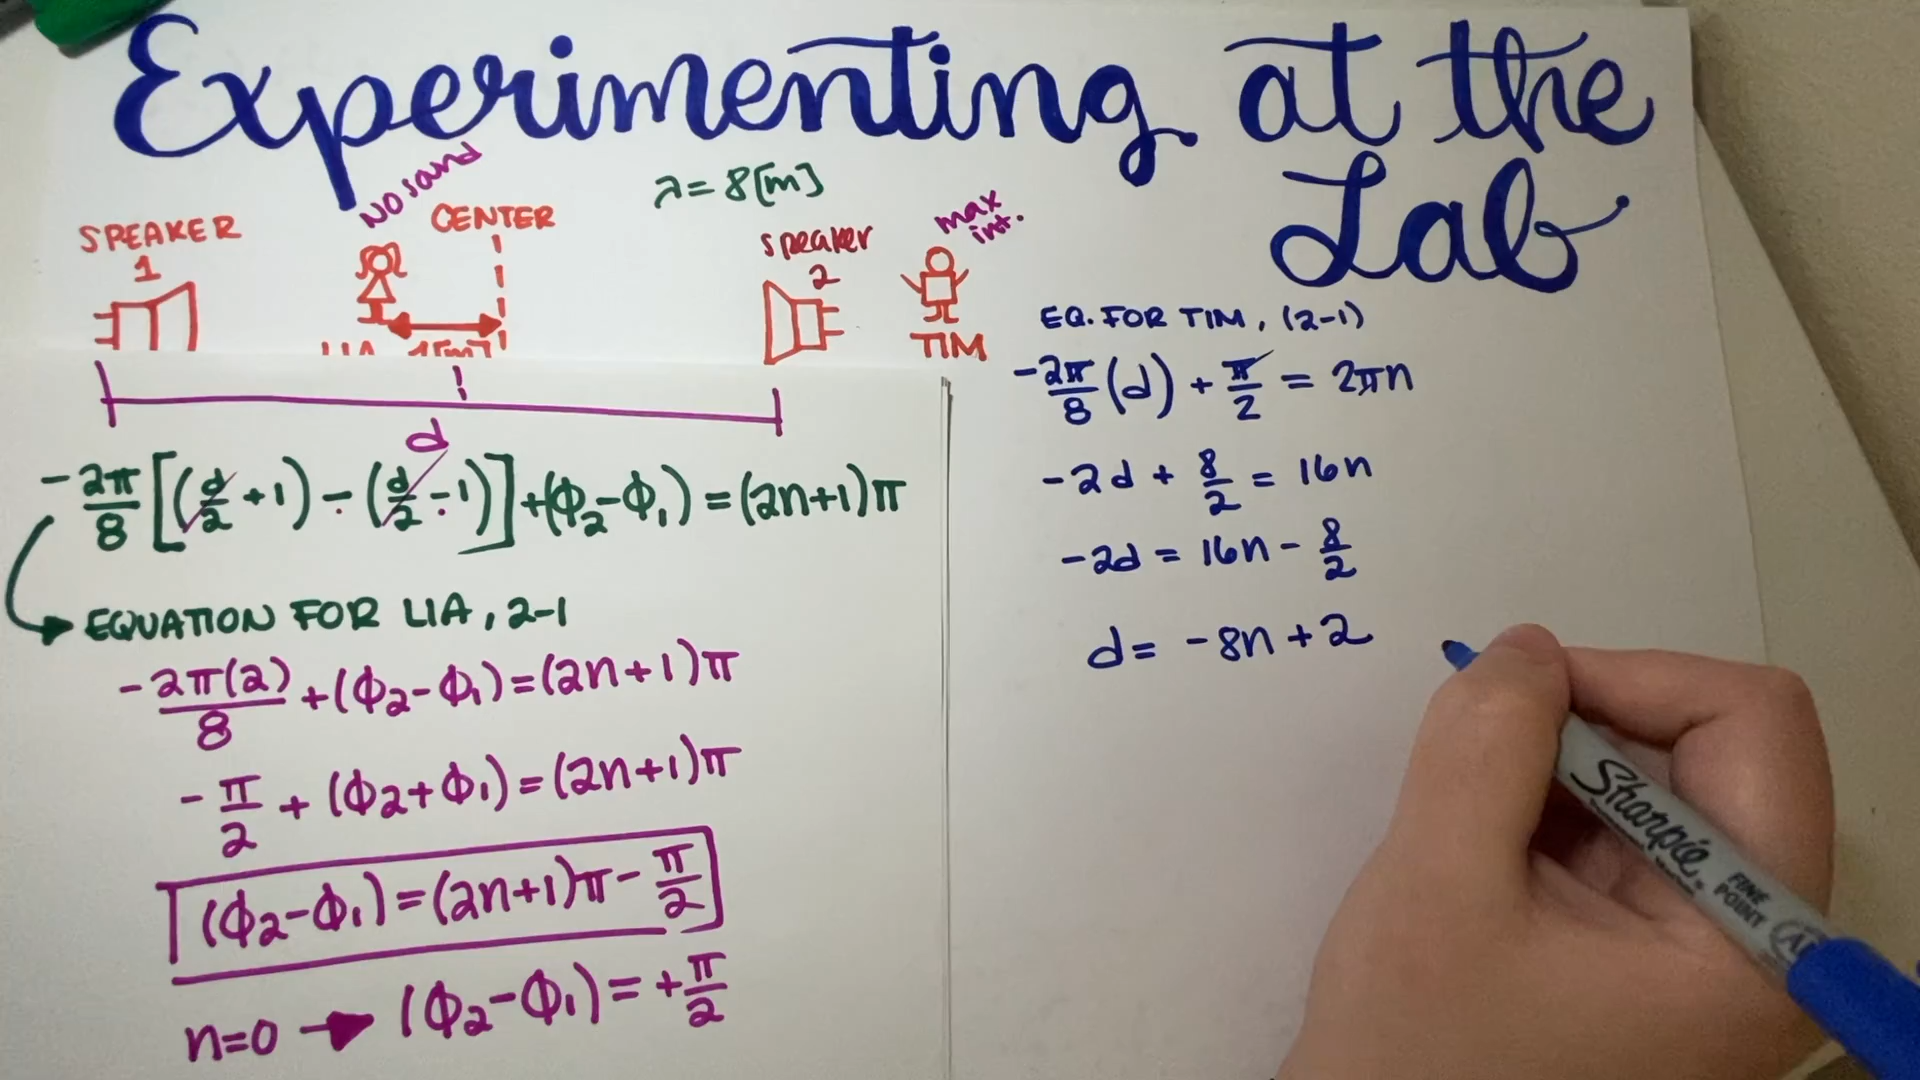 Experimenting at the
Lab
No sound
CENTER
λ = 8[m]
SPEAKER
1
speaker
2
max
int.
TIM
d
-2π/8 [(d/2 + 1) - (d/2 - 1)] + (ϕ₂ - ϕ₁) = (2n+1)π
EQUATION FOR LIA, 2-1
-2π(2)/8 + (ϕ₂ - ϕ₁) = (2n+1)π
-π/2 + (ϕ₂ + ϕ₁) = (2n+1)π
(ϕ₂ - ϕ₁) = (2n+1)π - π/2
n=0 → (ϕ₂ - ϕ₁) = +π/2
EQ. FOR TIM, (2-1)
-2π/8 (d) + π/2 = 2πn
-2d + 8/2 = 16n
-2d = 16n - 8/2
d = -8n + 2
Sharpie
FINE
POINT